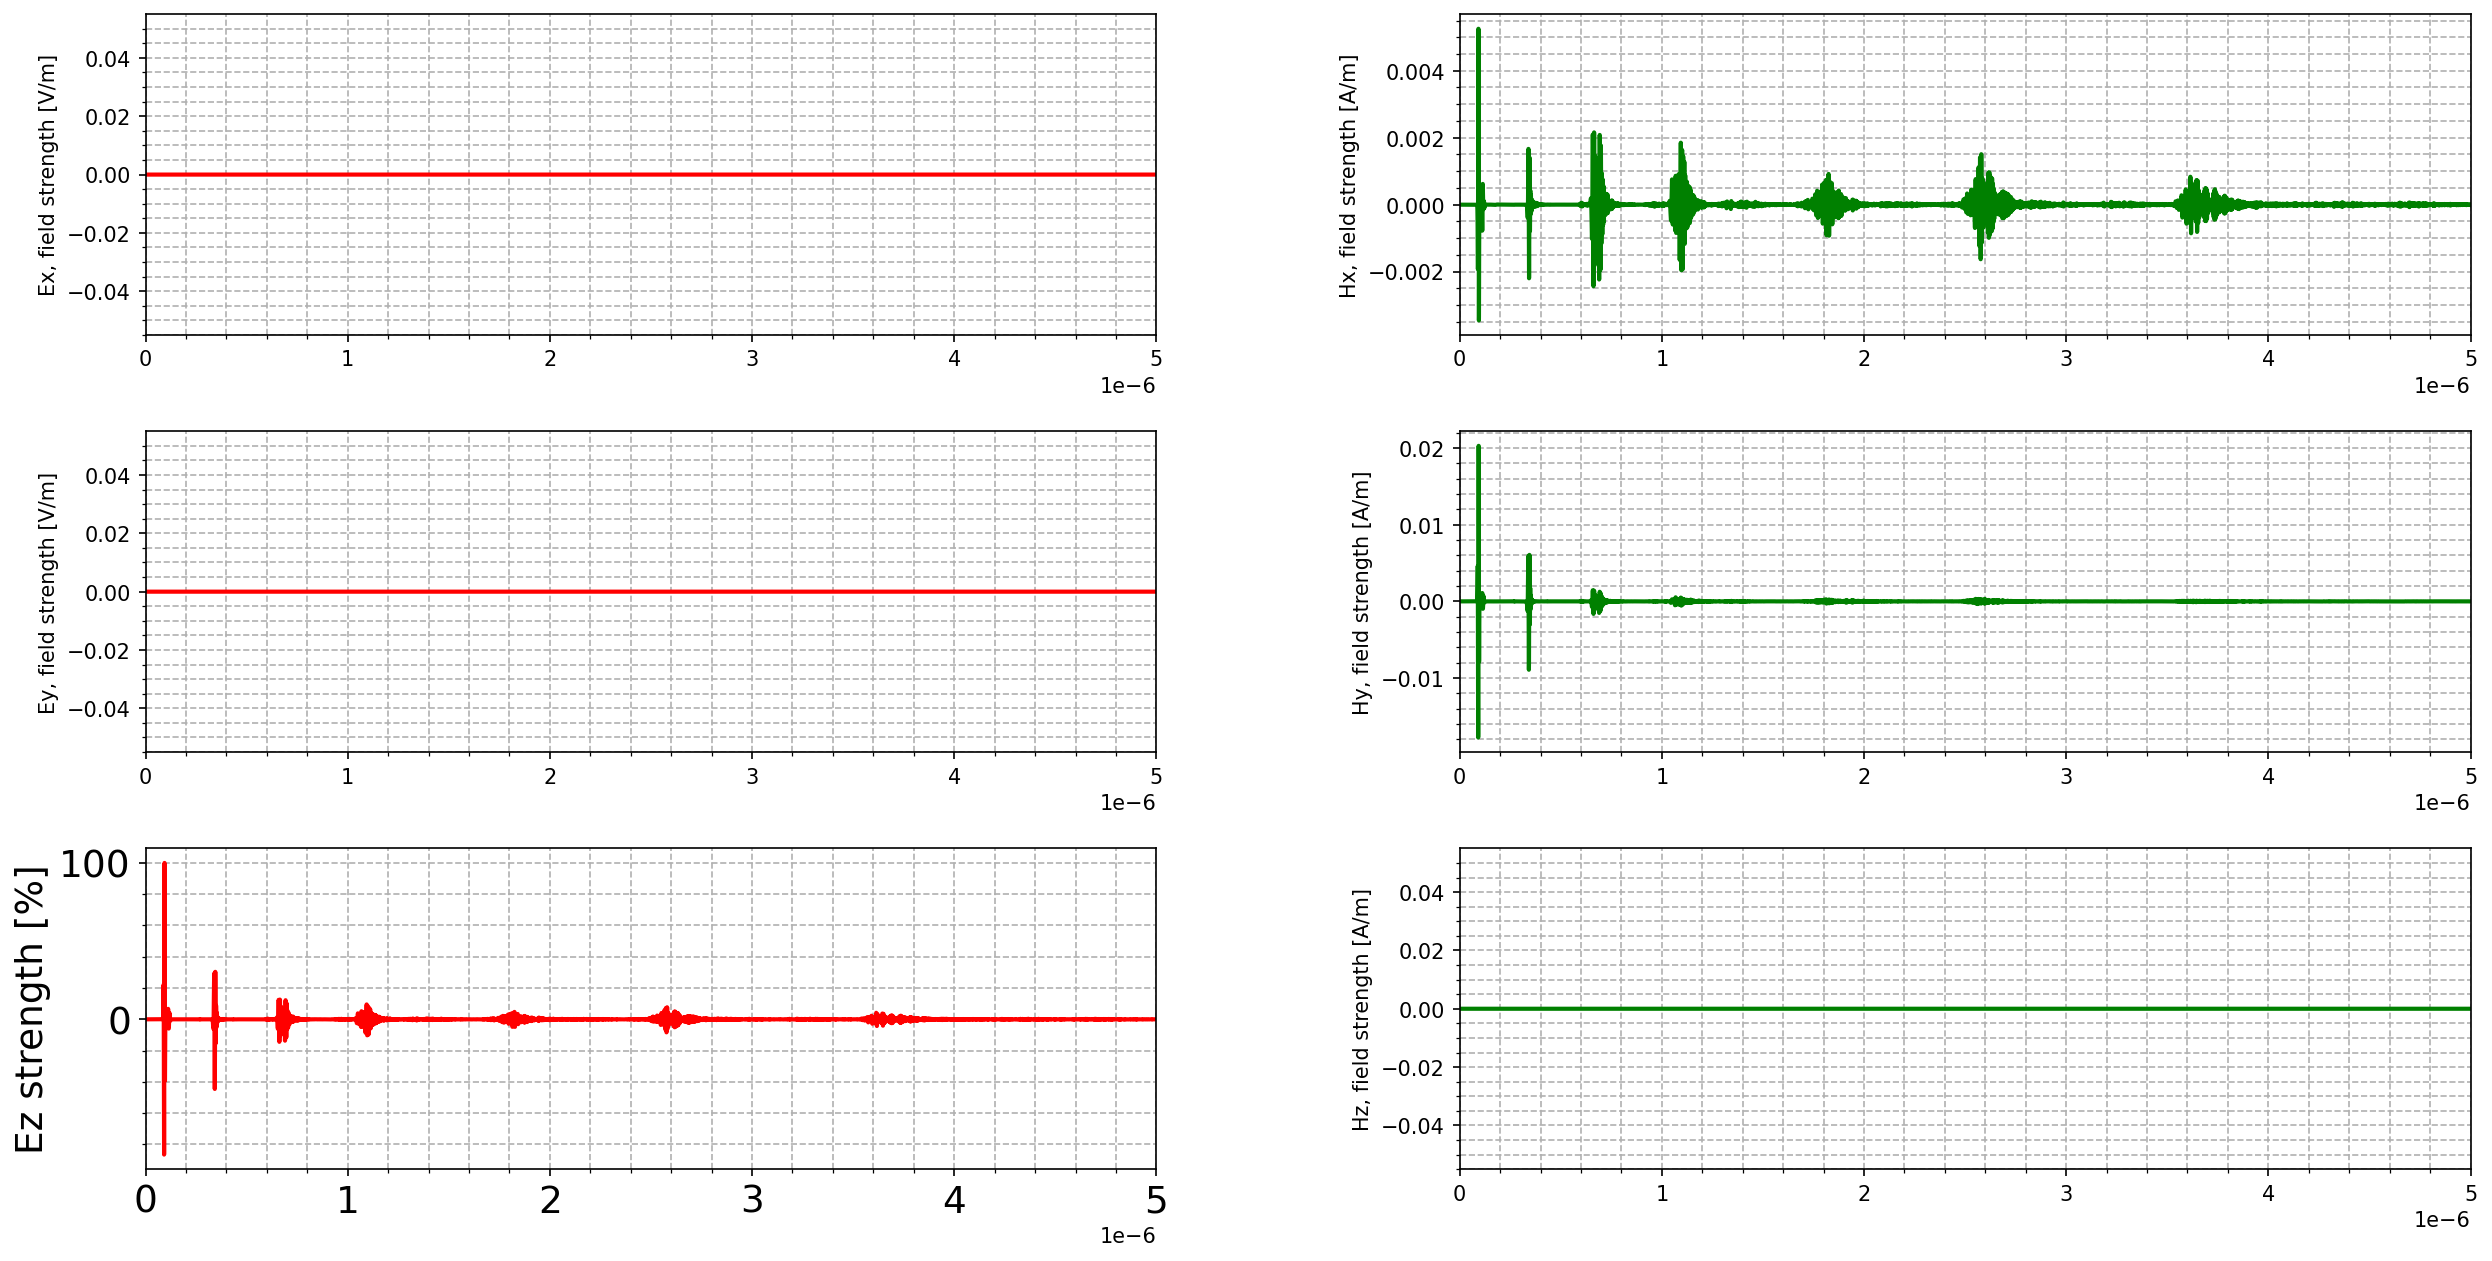 Ex, field strength [V/m]
0.04
0.02
0.00
−0.02
−0.04
0 1 2 3 4 5
1e−6
Hx, field strength [A/m]
0.004
0.002
0.000
−0.002
0 1 2 3 4 5
1e−6
Ey, field strength [V/m]
0.04
0.02
0.00
−0.02
−0.04
0 1 2 3 4 5
1e−6
Hy, field strength [A/m]
0.02
0.01
0.00
−0.01
0 1 2 3 4 5
1e−6
Ez strength [%]
100
0
0 1 2 3 4 5
1e−6
Hz, field strength [A/m]
0.04
0.02
0.00
−0.02
−0.04
0 1 2 3 4 5
1e−6